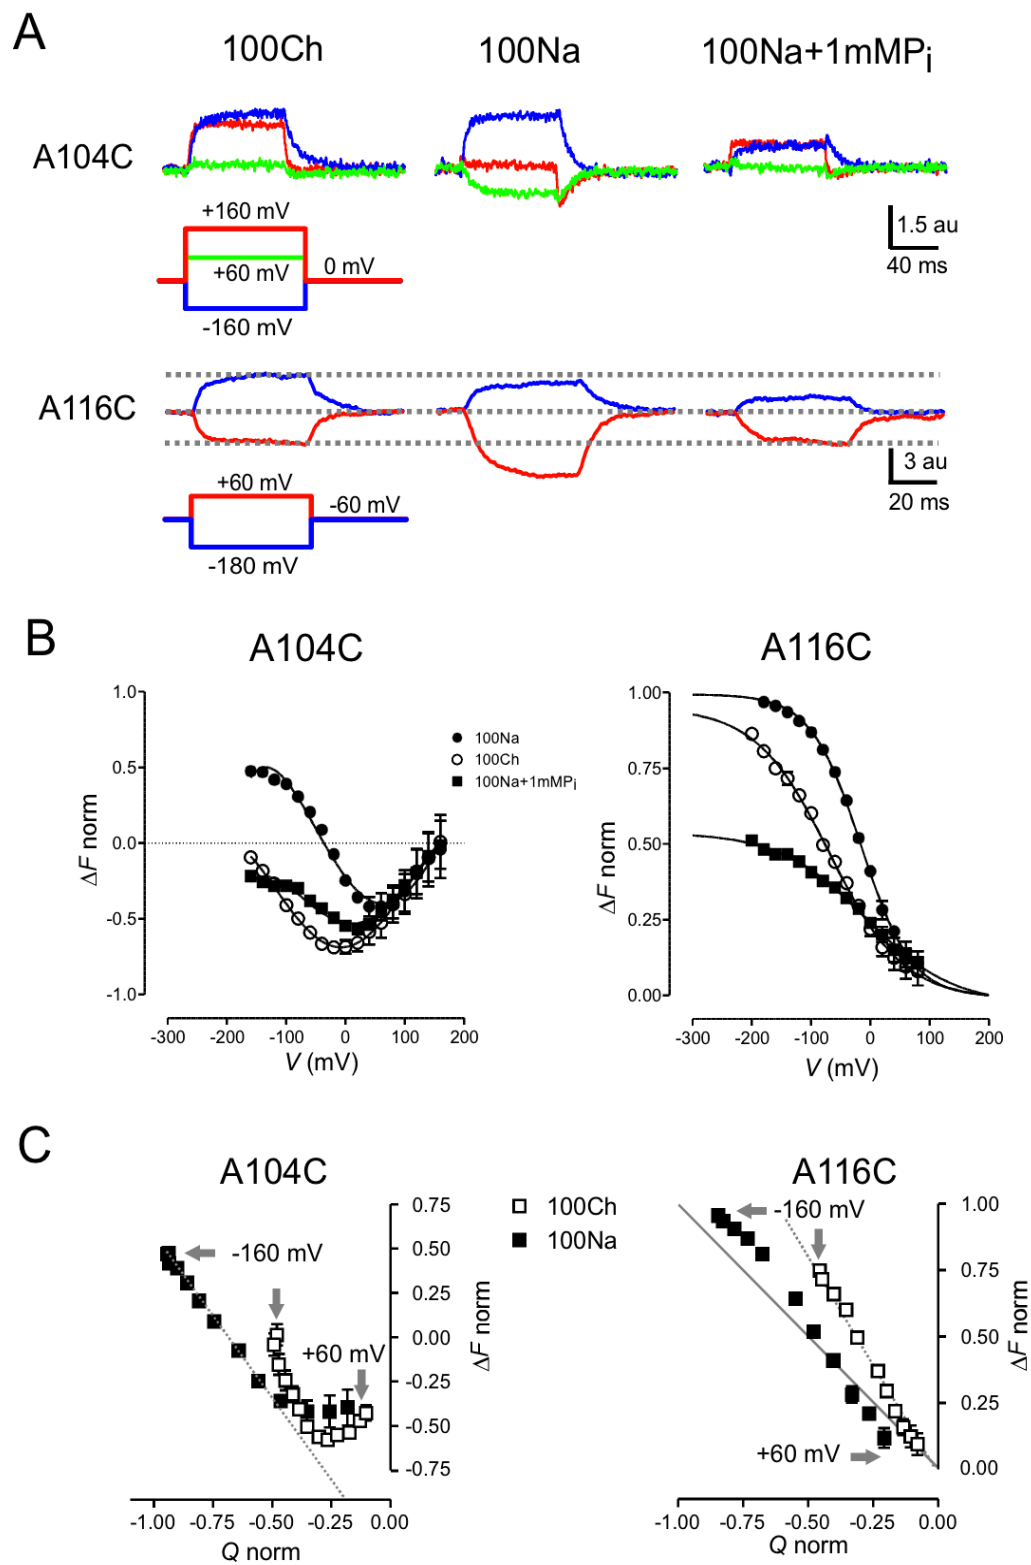 A
100Ch 100Na 100Na+1mMPi
A104C
+160 mV
+60 mV
0 mV
-160 mV
1.5 au
40 ms
A116C
+60 mV
-60 mV
-180 mV
3 au
20 ms
B
A104C
A116C
1.0
0.5
0.0
-0.5
-1.0
ΔF norm
-300 -200 -100 0 100 200
V (mV)
100Na
100Ch
100Na+1mMPi
1.00
0.75
0.50
0.25
0.00
ΔF norm
-300 -200 -100 0 100 200
V (mV)
C
A104C
A116C
-160 mV
+60 mV
0.75
0.50
0.25
0.00
-0.25
-0.50
-0.75
ΔF norm
-1.00 -0.75 -0.50 -0.25 0.00
Q norm
100Ch
100Na
-160 mV
+60 mV
1.00
0.75
0.50
0.25
0.00
ΔF norm
-1.00 -0.75 -0.50 -0.25 0.00
Q norm